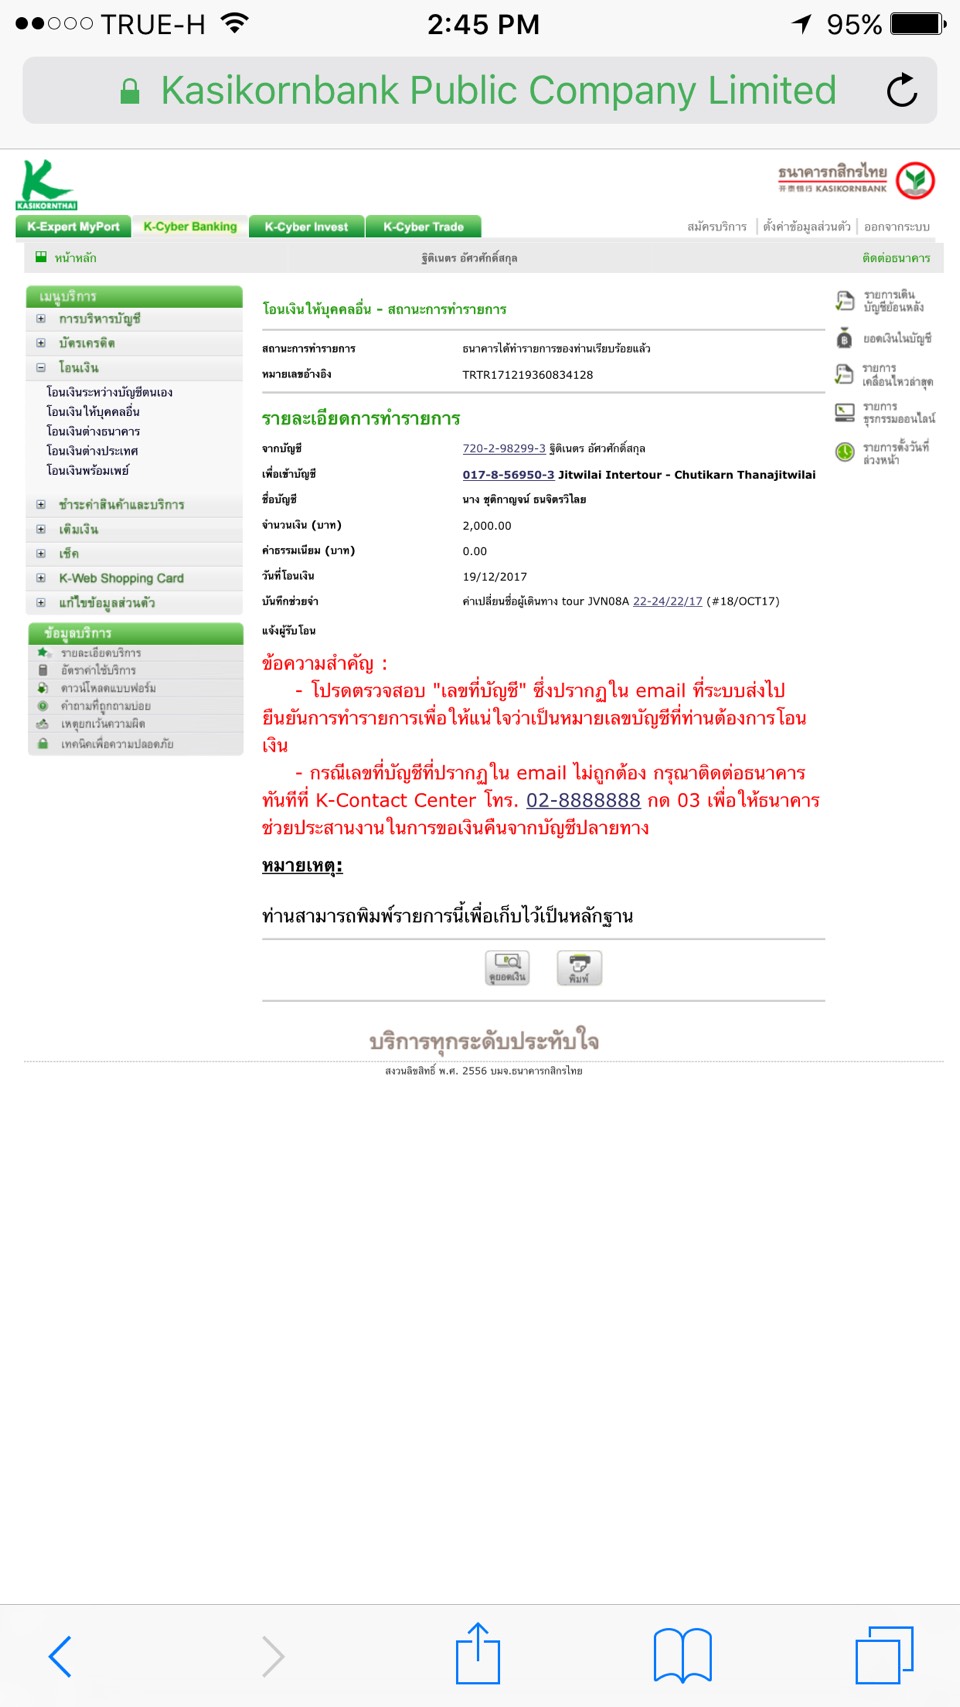 TRUE-H 2:45 PM 95%
Kasikornbank Public Company Limited
KASIKORNTHAI
ธนาคารกสิกรไทย
开泰银行 KASIKORNBANK
K-Expert MyPort K-Cyber Banking K-Cyber Invest K-Cyber Trade
สมัครบริการ | ตั้งค่าข้อมูลส่วนตัว | ออกจากระบบ
หน้าหลัก ฐิติเนตร อัศวศักดิ์สกุล ติดต่อธนาคาร
เมนูบริการ
การบริหารบัญชี
บัตรเครดิต
โอนเงิน
โอนเงินระหว่างบัญชีตนเอง
โอนเงินให้บุคคลอื่น
โอนเงินต่างธนาคาร
โอนเงินต่างประเทศ
โอนเงินพร้อมเพย์
ชำระค่าสินค้าและบริการ
เติมเงิน
เช็ค
K-Web Shopping Card
แก้ไขข้อมูลส่วนตัว
ข้อมูลบริการ
รายละเอียดบริการ
อัตราค่าใช้บริการ
ดาวน์โหลดแบบฟอร์ม
คำถามที่ถูกถามบ่อย
เหตุยกเว้นความผิด
เทคนิคเพื่อความปลอดภัย
โอนเงินให้บุคคลอื่น - สถานะการทำรายการ
สถานะการทำรายการ ธนาคารได้ทำรายการของท่านเรียบร้อยแล้ว
หมายเลขอ้างอิง TRTR171219360834128
รายละเอียดการทำรายการ
จากบัญชี 720-2-98299-3 ฐิติเนตร อัศวศักดิ์สกุล
เพื่อเข้าบัญชี 017-8-56950-3 Jitwilai Intertour - Chutikarn Thanajitwilai
ชื่อบัญชี นาง ชุติกาญจน์ ธนจิตรวิไลย
จำนวนเงิน (บาท) 2,000.00
ค่าธรรมเนียม (บาท) 0.00
วันที่โอนเงิน 19/12/2017
บันทึกช่วยจำ ค่าเปลี่ยนชื่อผู้เดินทาง tour JVN08A 22-24/22/17 (#18/OCT17)
แจ้งผู้รับโอน
ข้อความสำคัญ :
- โปรดตรวจสอบ "เลขที่บัญชี" ซึ่งปรากฏใน email ที่ระบบส่งไป
ยืนยันการทำรายการเพื่อให้แน่ใจว่าเป็นหมายเลขบัญชีที่ท่านต้องการโอน
เงิน
- กรณีเลขที่บัญชีที่ปรากฏใน email ไม่ถูกต้อง กรุณาติดต่อธนาคาร
ทันทีที่ K-Contact Center โทร. 02-8888888 กด 03 เพื่อให้ธนาคาร
ช่วยประสานงานในการขอเงินคืนจากบัญชีปลายทาง
หมายเหตุ:
ท่านสามารถพิมพ์รายการนี้เพื่อเก็บไว้เป็นหลักฐาน
ดูยอดเงิน พิมพ์
รายการเดิน
บัญชีย้อนหลัง
ยอดเงินในบัญชี
รายการ
เคลื่อนไหวล่าสุด
รายการ
ธุรกรรมออนไลน์
รายการตั้งวันที่
ล่วงหน้า
บริการทุกระดับประทับใจ
สงวนลิขสิทธิ์ พ.ศ. 2556 บมจ.ธนาคารกสิกรไทย